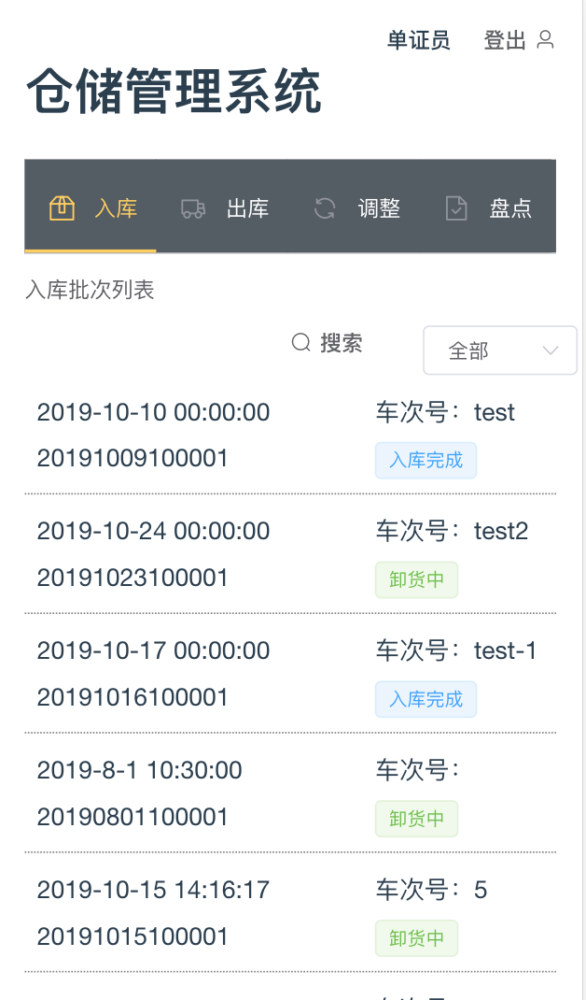 单证员 登出
仓储管理系统
入库 出库 调整 盘点
入库批次列表
搜索 全部
2019-10-10 00:00:00 车次号：test
20191009100001 入库完成
2019-10-24 00:00:00 车次号：test2
20191023100001 卸货中
2019-10-17 00:00:00 车次号：test-1
20191016100001 入库完成
2019-8-1 10:30:00 车次号：
20190801100001 卸货中
2019-10-15 14:16:17 车次号：5
20191015100001 卸货中